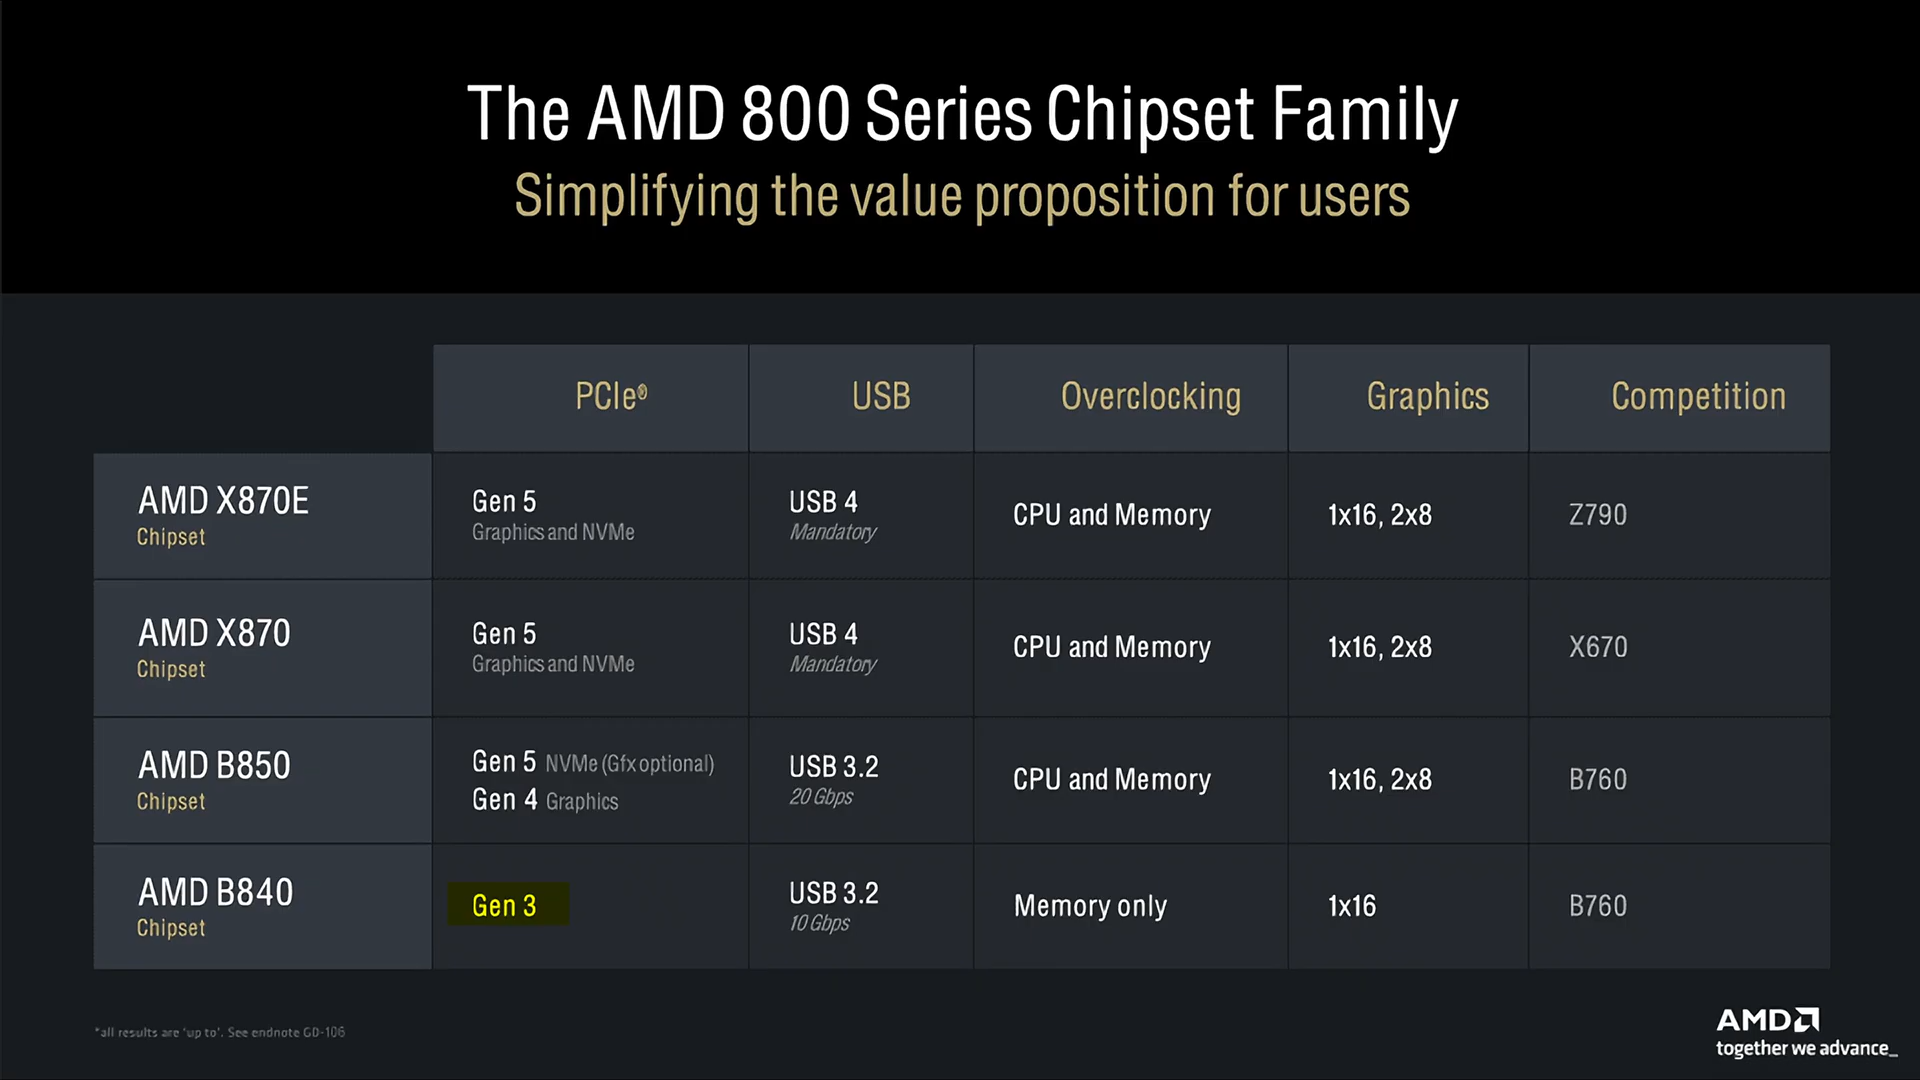 The AMD 800 Series Chipset Family
Simplifying the value proposition for users
PCIe® USB Overclocking Graphics Competition
AMD X870E
Chipset
Gen 5
Graphics and NVMe
USB 4
Mandatory
CPU and Memory
1x16, 2x8
Z790
AMD X870
Chipset
Gen 5
Graphics and NVMe
USB 4
Mandatory
CPU and Memory
1x16, 2x8
X670
AMD B850
Chipset
Gen 5 NVMe (Gfx optional)
Gen 4 Graphics
USB 3.2
20 Gbps
CPU and Memory
1x16, 2x8
B760
AMD B840
Chipset
Gen 3
USB 3.2
10 Gbps
Memory only
1x16
B760
*all results are 'up to'. See endnote GD-106
AMD
together we advance_